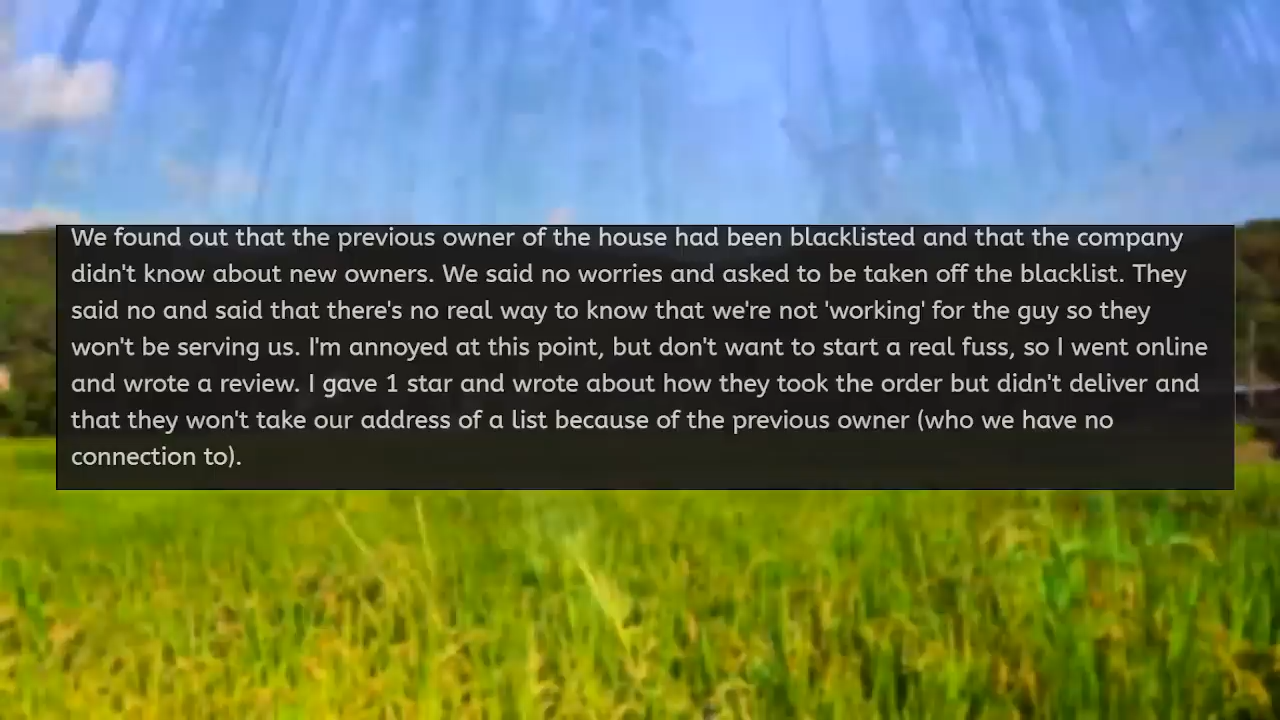 We found out that the previous owner of the house had been blacklisted and that the company
didn't know about new owners. We said no worries and asked to be taken off the blacklist. They
said no and said that there's no real way to know that we're not 'working' for the guy so they
won't be serving us. I'm annoyed at this point, but don't want to start a real fuss, so I went online
and wrote a review. I gave 1 star and wrote about how they took the order but didn't deliver and
that they won't take our address of a list because of the previous owner (who we have no
connection to).